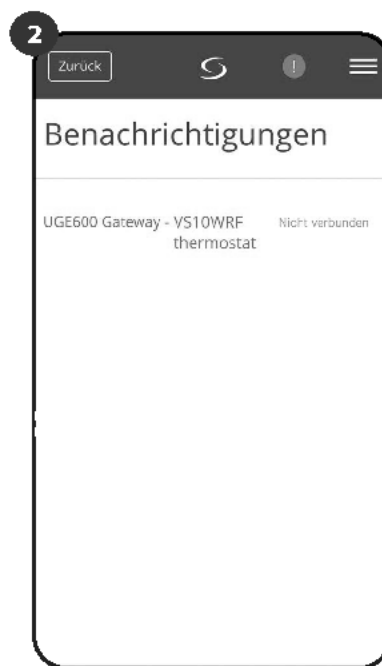 2
Zurück
!
Benachrichtigungen
UGE600 Gateway - VS10WRF Nicht verbunden
thermostat